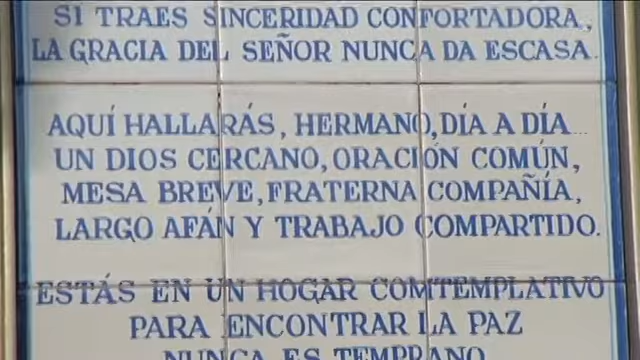 SI TRAES SINCERIDAD CONFORTADORA,
LA GRACIA DEL SEÑOR NUNCA DA ESCASA.
AQUÍ HALLARÁS, HERMANO, DÍA A DÍA...
UN DIOS CERCANO, ORACIÓN COMÚN,
MESA BREVE, FRATERNA COMPAÑÍA,
LARGO AFÁN Y TRABAJO COMPARTIDO.
ESTÁS EN UN HOGAR COMTEMPLATIVO
PARA ENCONTRAR LA PAZ
NUNCA ES TEMPRANO